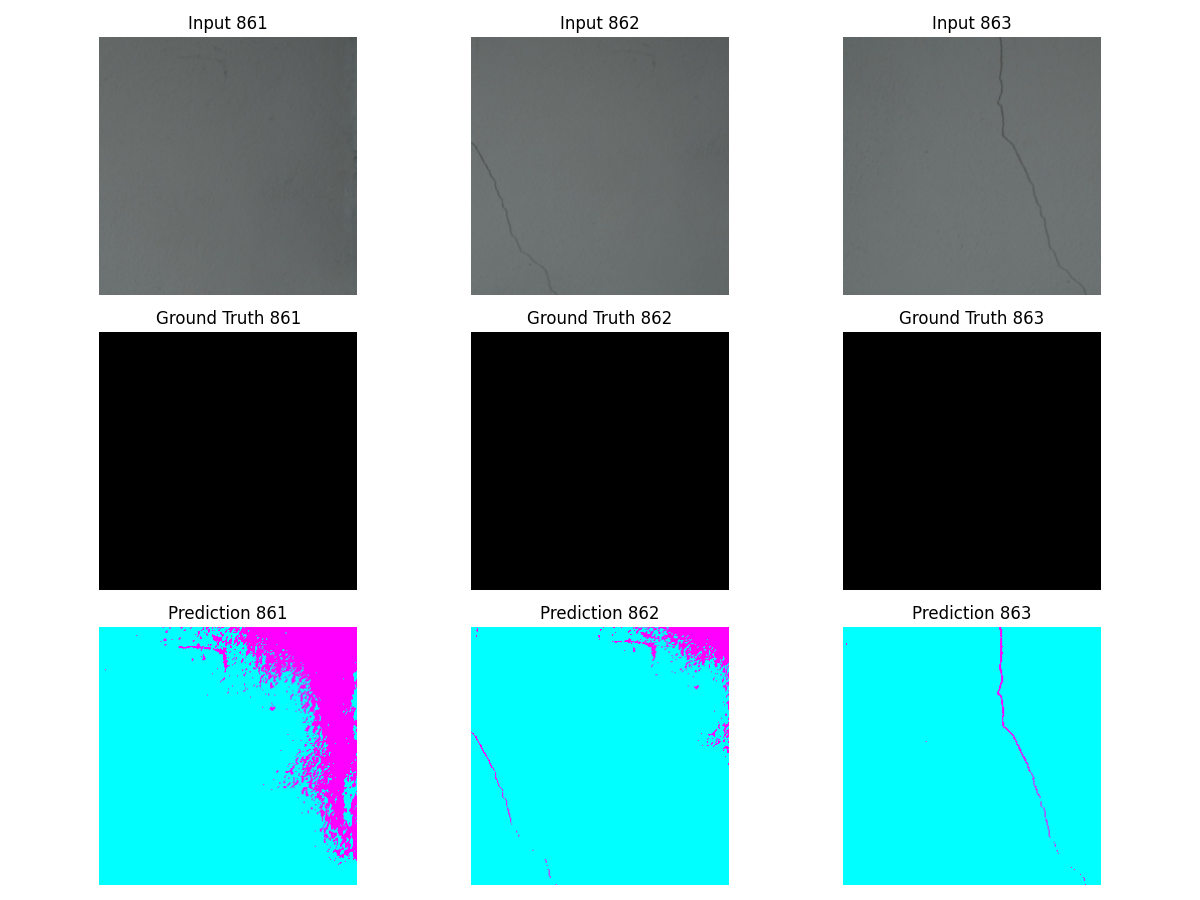 Input 861
Input 862
Input 863
Ground Truth 861
Ground Truth 862
Ground Truth 863
Prediction 861
Prediction 862
Prediction 863